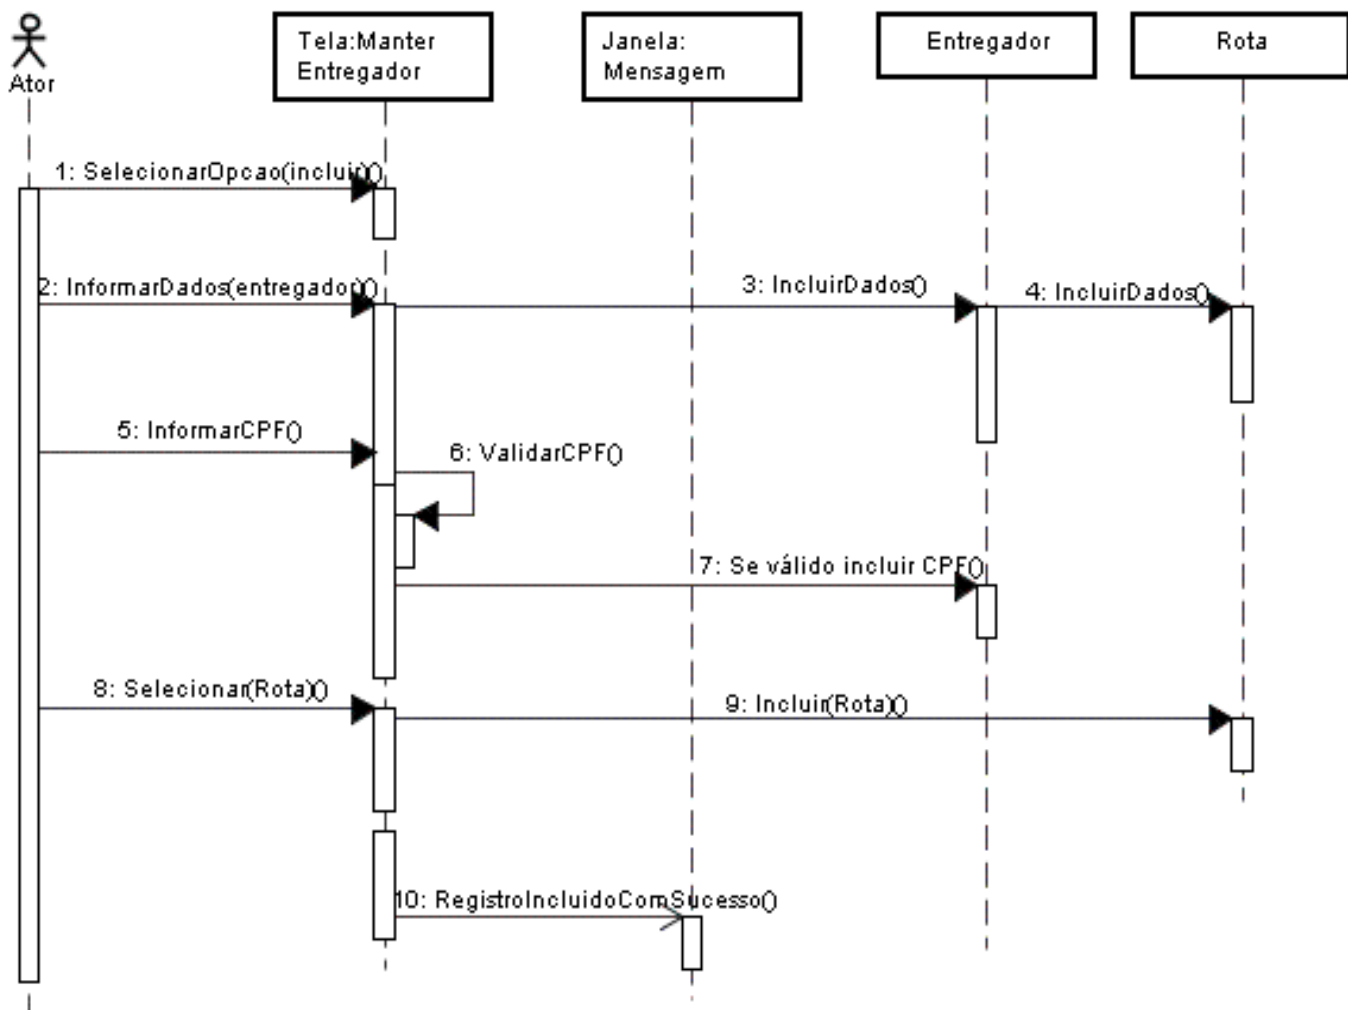 Ator
Tela:Manter
Entregador
Janela:
Mensagem
Entregador
Rota
1: SelecionarOpcao(incluir)()
2: InformarDados(entregador)()
3: IncluirDados()
4: IncluirDados()
5: InformarCPF()
6: ValidarCPF()
7: Se válido incluir CPF()
8: Selecionar(Rota)()
9: Incluir(Rota)()
10: RegistroIncluidoComSucesso()